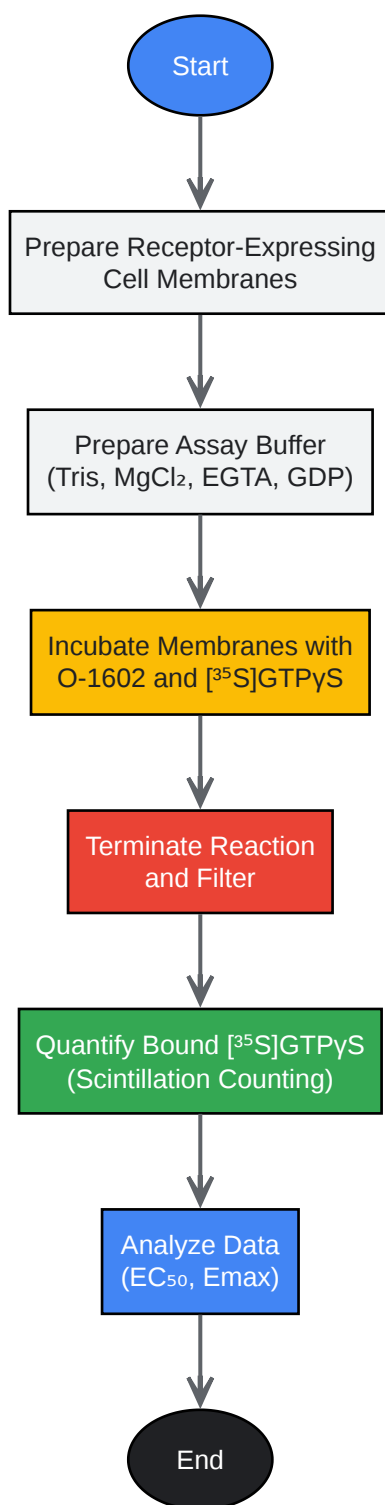 Start
Prepare Receptor-Expressing
Cell Membranes
Prepare Assay Buffer
(Tris, MgCl₂, EGTA, GDP)
Incubate Membranes with
O-1602 and [³⁵S]GTPγS
Terminate Reaction
and Filter
Quantify Bound [³⁵S]GTPγS
(Scintillation Counting)
Analyze Data
(EC₅₀, Emax)
End